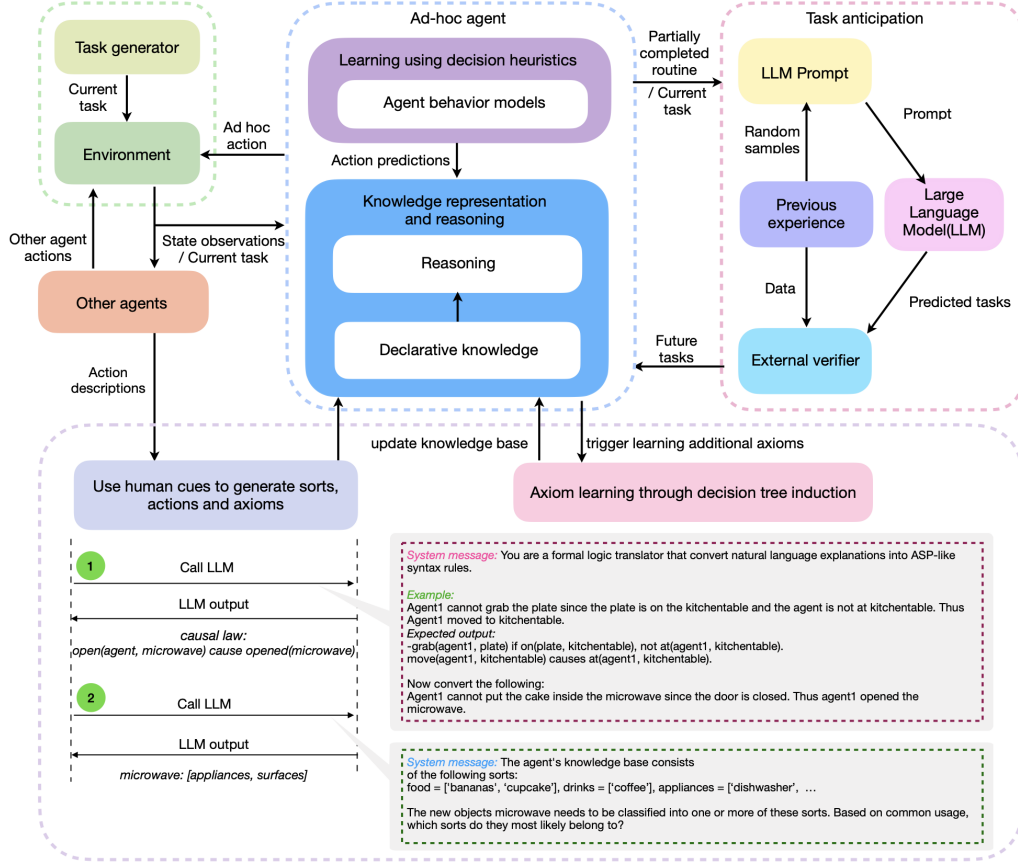 Task generator
Current
task
Environment
Other agent
actions
State observations
/ Current task
Other agents
Ad hoc
action
Action
descriptions
Ad-hoc agent
Learning using decision heuristics
Agent behavior models
Action predictions
Knowledge representation
and reasoning
Reasoning
Declarative knowledge
Partially
completed
routine
/ Current
task
Future
tasks
Task anticipation
LLM Prompt
Random
samples
Prompt
Previous
experience
Large
Language
Model(LLM)
Data
Predicted tasks
External verifier
update knowledge base
trigger learning additional axioms
Use human cues to generate sorts,
actions and axioms
Axiom learning through decision tree induction
1
Call LLM
LLM output
causal law:
open(agent, microwave) cause opened(microwave)
2
Call LLM
LLM output
microwave: [appliances, surfaces]
System message: You are a formal logic translator that convert natural language explanations into ASP-like
syntax rules.
Example:
Agent1 cannot grab the plate since the plate is on the kitchentable and the agent is not at kitchentable. Thus
Agent1 moved to kitchentable.
Expected output:
-grab(agent1, plate) if on(plate, kitchentable), not at(agent1, kitchentable).
move(agent1, kitchentable) causes at(agent1, kitchentable).
Now convert the following:
Agent1 cannot put the cake inside the microwave since the door is closed. Thus agent1 opened the
microwave.
System message: The agent's knowledge base consists
of the following sorts:
food = ['bananas', 'cupcake'], drinks = ['coffee'], appliances = ['dishwasher', ...
The new objects microwave needs to be classified into one or more of these sorts. Based on common usage,
which sorts do they most likely belong to?